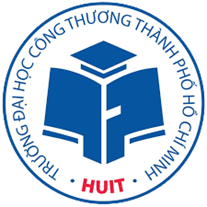 TRƯỜNG ĐẠI HỌC CÔNG THƯƠNG THÀNH PHỐ HỒ CHÍ MINH
HUIT